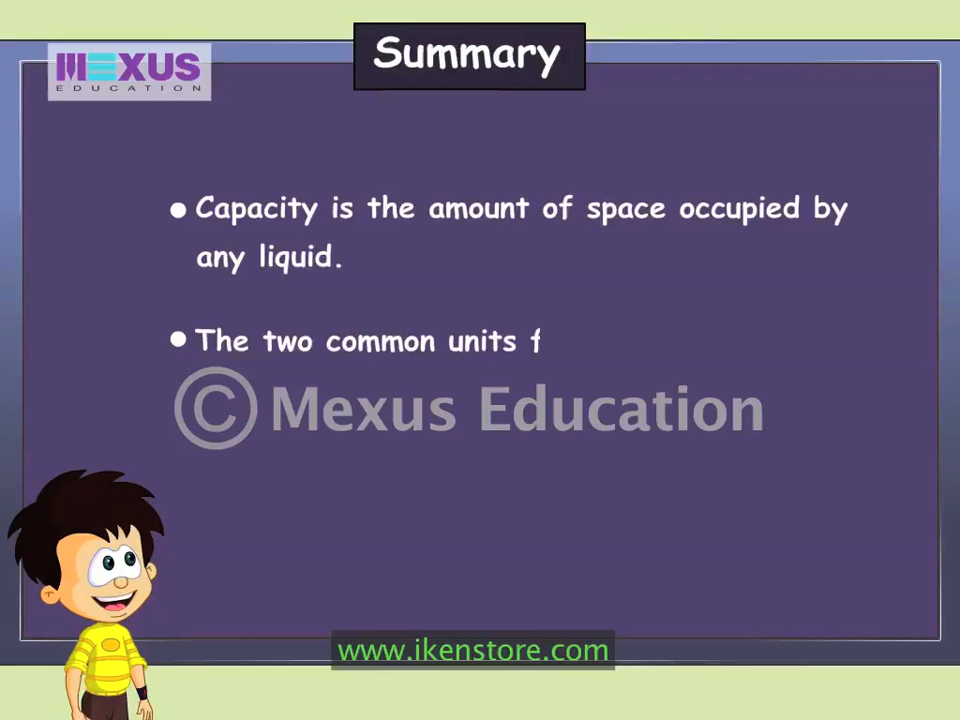 Summary
MEXUS
EDUCATION
• Capacity is the amount of space occupied by
any liquid.
• The two common units f
© Mexus Education
www.ikenstore.com